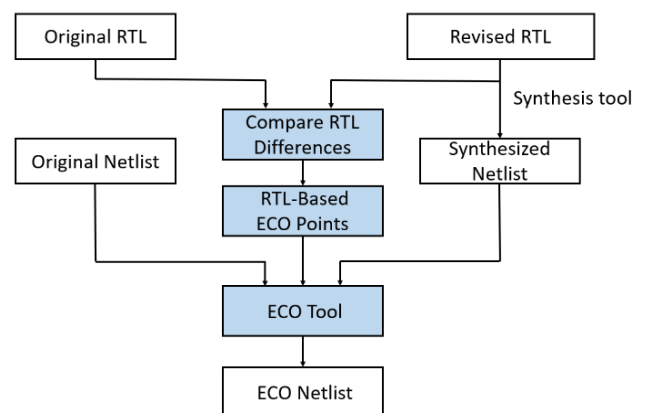 Original RTL
Revised RTL
Synthesis tool
Compare RTL
Differences
Original Netlist
Synthesized
Netlist
RTL-Based
ECO Points
ECO Tool
ECO Netlist